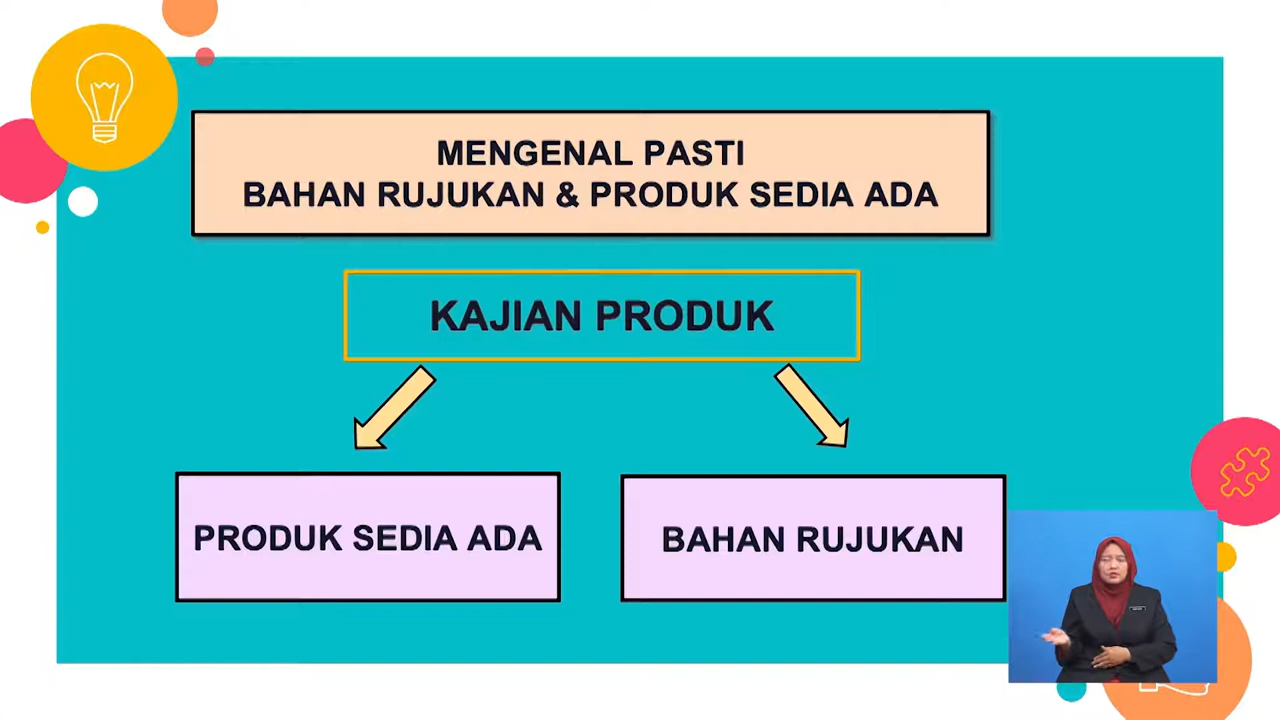 MENGENAL PASTI
BAHAN RUJUKAN & PRODUK SEDIA ADA
KAJIAN PRODUK
PRODUK SEDIA ADA
BAHAN RUJUKAN